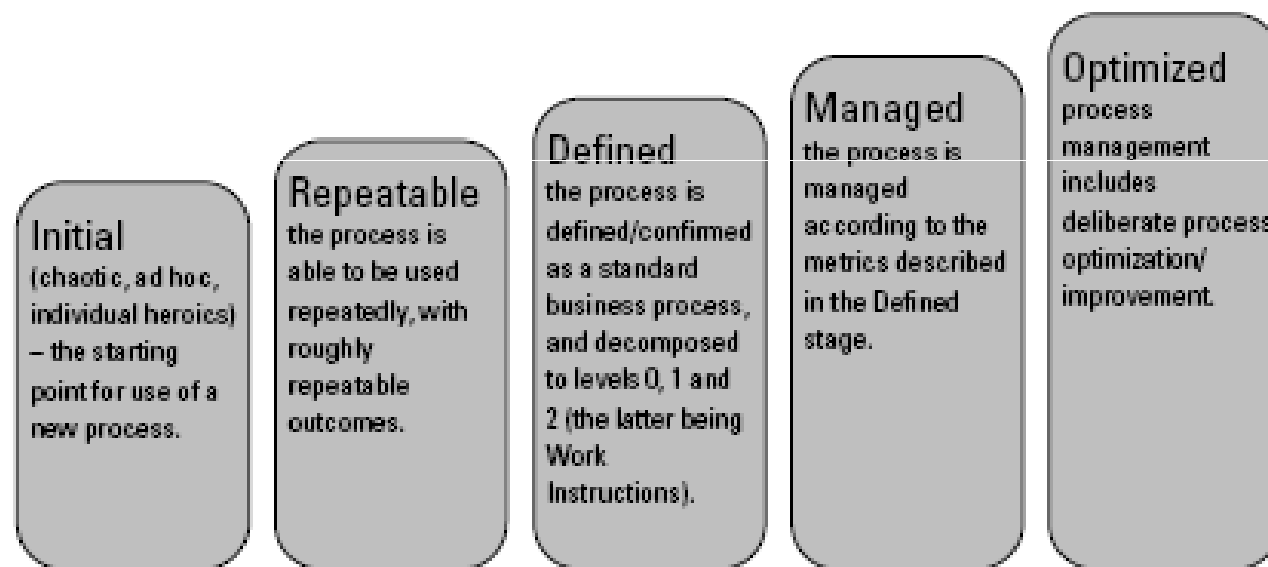 Initial
(chaotic, ad hoc,
individual heroics)
– the starting
point for use of a
new process.
Repeatable
the process is
able to be used
repeatedly, with
roughly
repeatable
outcomes.
Defined
the process is
defined/confirmed
as a standard
business process,
and decomposed
to levels 0, 1 and
2 (the latter being
Work
Instructions).
Managed
the process is
managed
according to the
metrics described
in the Defined
stage.
Optimized
process
management
includes
deliberate process
optimization/
improvement.